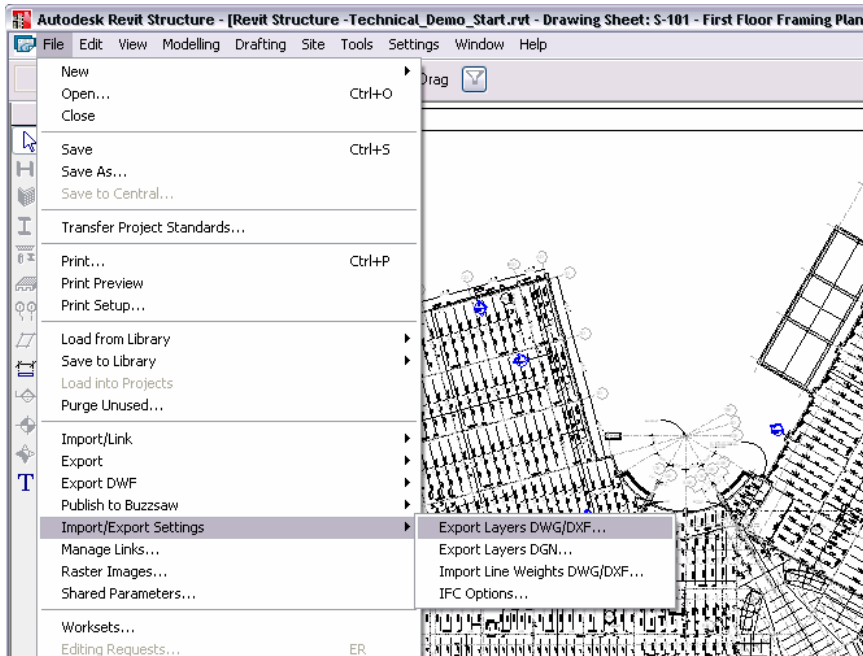 Autodesk Revit Structure - [Revit Structure -Technical_Demo_Start.rvt - Drawing Sheet: S-101 - First Floor Framing Plan
File Edit View Modelling Drafting Site Tools Settings Window Help
Drag
New
Open... Ctrl+O
Close
Save Ctrl+S
Save As...
Save to Central...
Transfer Project Standards...
Print... Ctrl+P
Print Preview
Print Setup...
Load from Library
Save to Library
Load into Projects
Purge Unused...
Import/Link
Export
Export DWF
Publish to Buzzsaw
Import/Export Settings
Manage Links...
Raster Images...
Shared Parameters...
Worksets...
Editing Requests... ER
Export Layers DWG/DXF...
Export Layers DGN...
Import Line Weights DWG/DXF...
IFC Options...